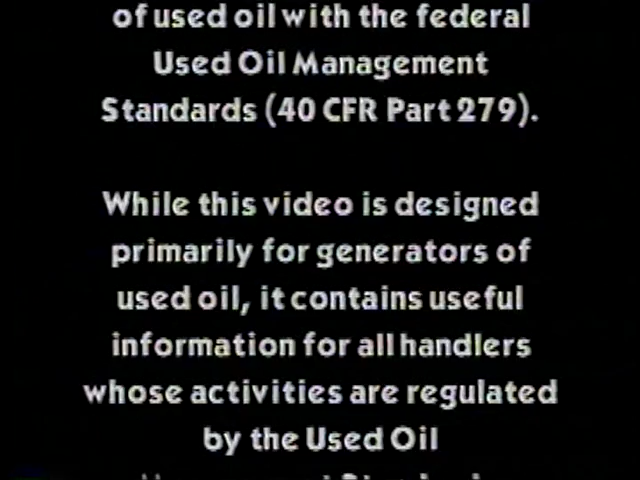 of used oil with the federal
Used Oil Management
Standards (40 CFR Part 279).
While this video is designed
primarily for generators of
used oil, it contains useful
information for all handlers
whose activities are regulated
by the Used Oil